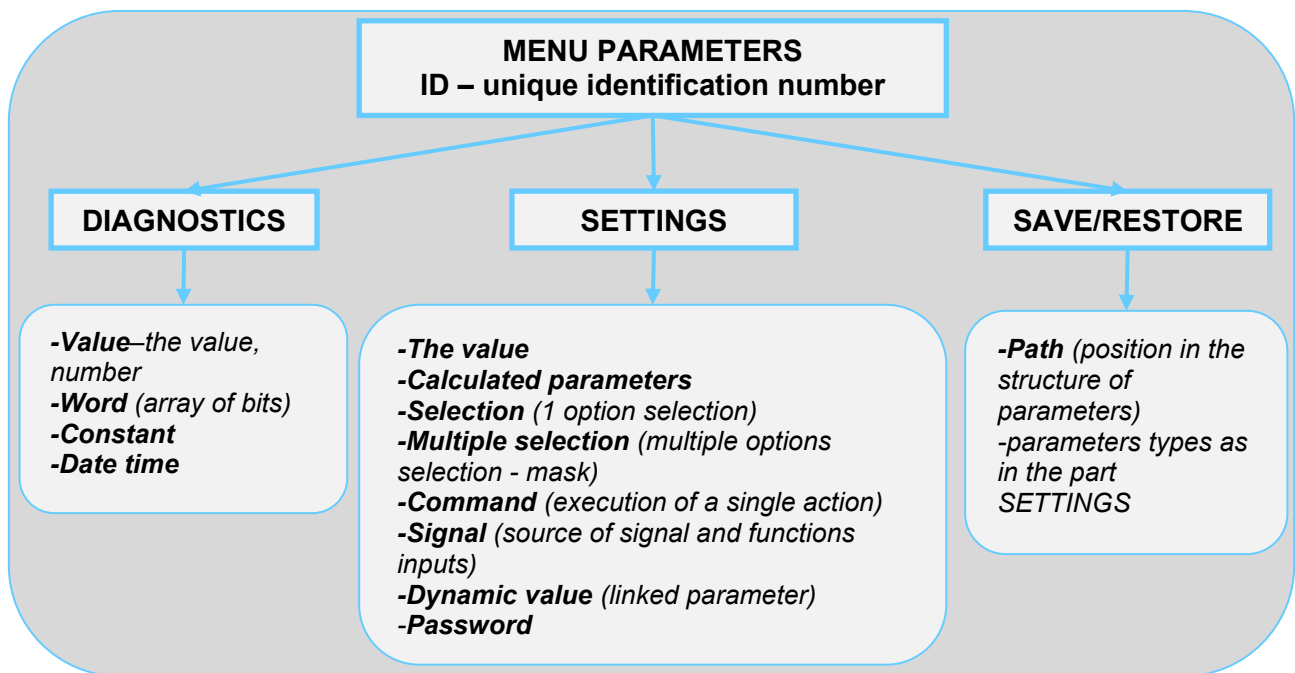 MENU PARAMETERS
ID – unique identification number
DIAGNOSTICS
SETTINGS
SAVE/RESTORE
-Value–the value,
number
-Word (array of bits)
-Constant
-Date time
-The value
-Calculated parameters
-Selection (1 option selection)
-Multiple selection (multiple options
selection - mask)
-Command (execution of a single action)
-Signal (source of signal and functions
inputs)
-Dynamic value (linked parameter)
-Password
-Path (position in the
structure of
parameters)
-parameters types as
in the part
SETTINGS